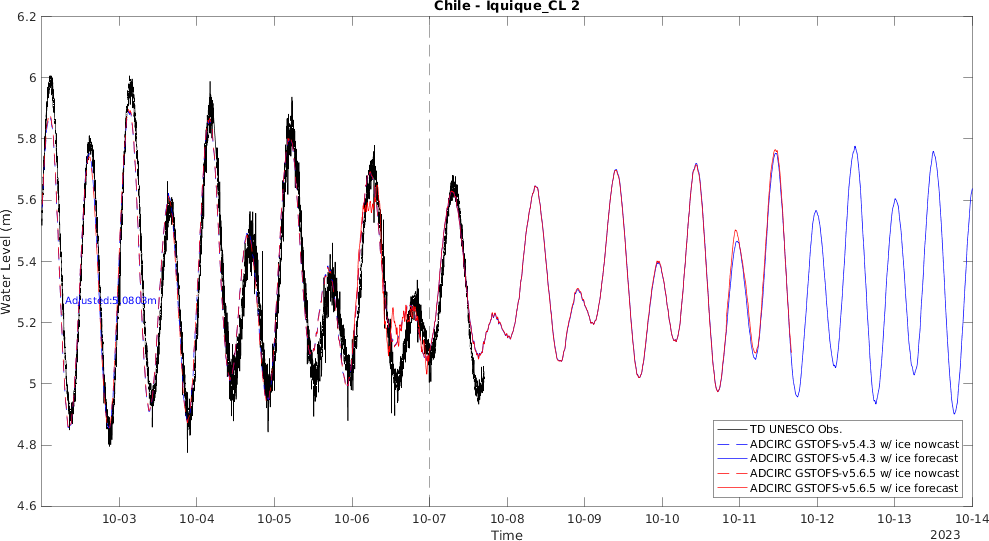 Chile - Iquique_CL 2
6.2
6
5.8
5.6
5.4
5.2
5
4.8
4.6
Water Level (m)
Adjusted:5.0803m
TD UNESCO Obs.
ADCIRC GSTOFS-v5.4.3 w/ ice nowcast
ADCIRC GSTOFS-v5.4.3 w/ ice forecast
ADCIRC GSTOFS-v5.6.5 w/ ice nowcast
ADCIRC GSTOFS-v5.6.5 w/ ice forecast
10-03 10-04 10-05 10-06 10-07 10-08 10-09 10-10 10-11 10-12 10-13 10-14
Time
2023